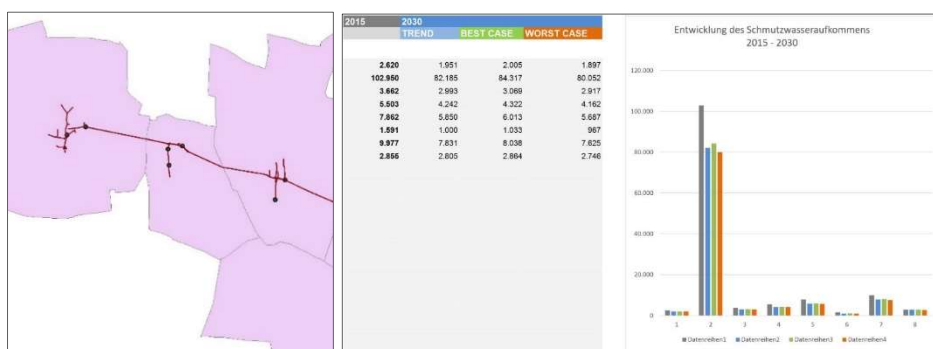 2015 2030
TREND BEST CASE WORST CASE
2.620 1.951 2.005 1.897
102.950 82.185 84.317 80.052
3.662 2.993 3.069 2.917
5.503 4.242 4.322 4.162
7.862 5.850 6.013 5.687
1.591 1.000 1.033 967
9.977 7.831 8.038 7.625
2.855 2.805 2.864 2.746
Entwicklung des Schmutzwasseraufkommens
2015 - 2030
120.000
100.000
80.000
60.000
40.000
20.000
0
1 2 3 4 5 6 7 8
Datenreihen1 Datenreihen2 Datenreihen3 Datenreihen4